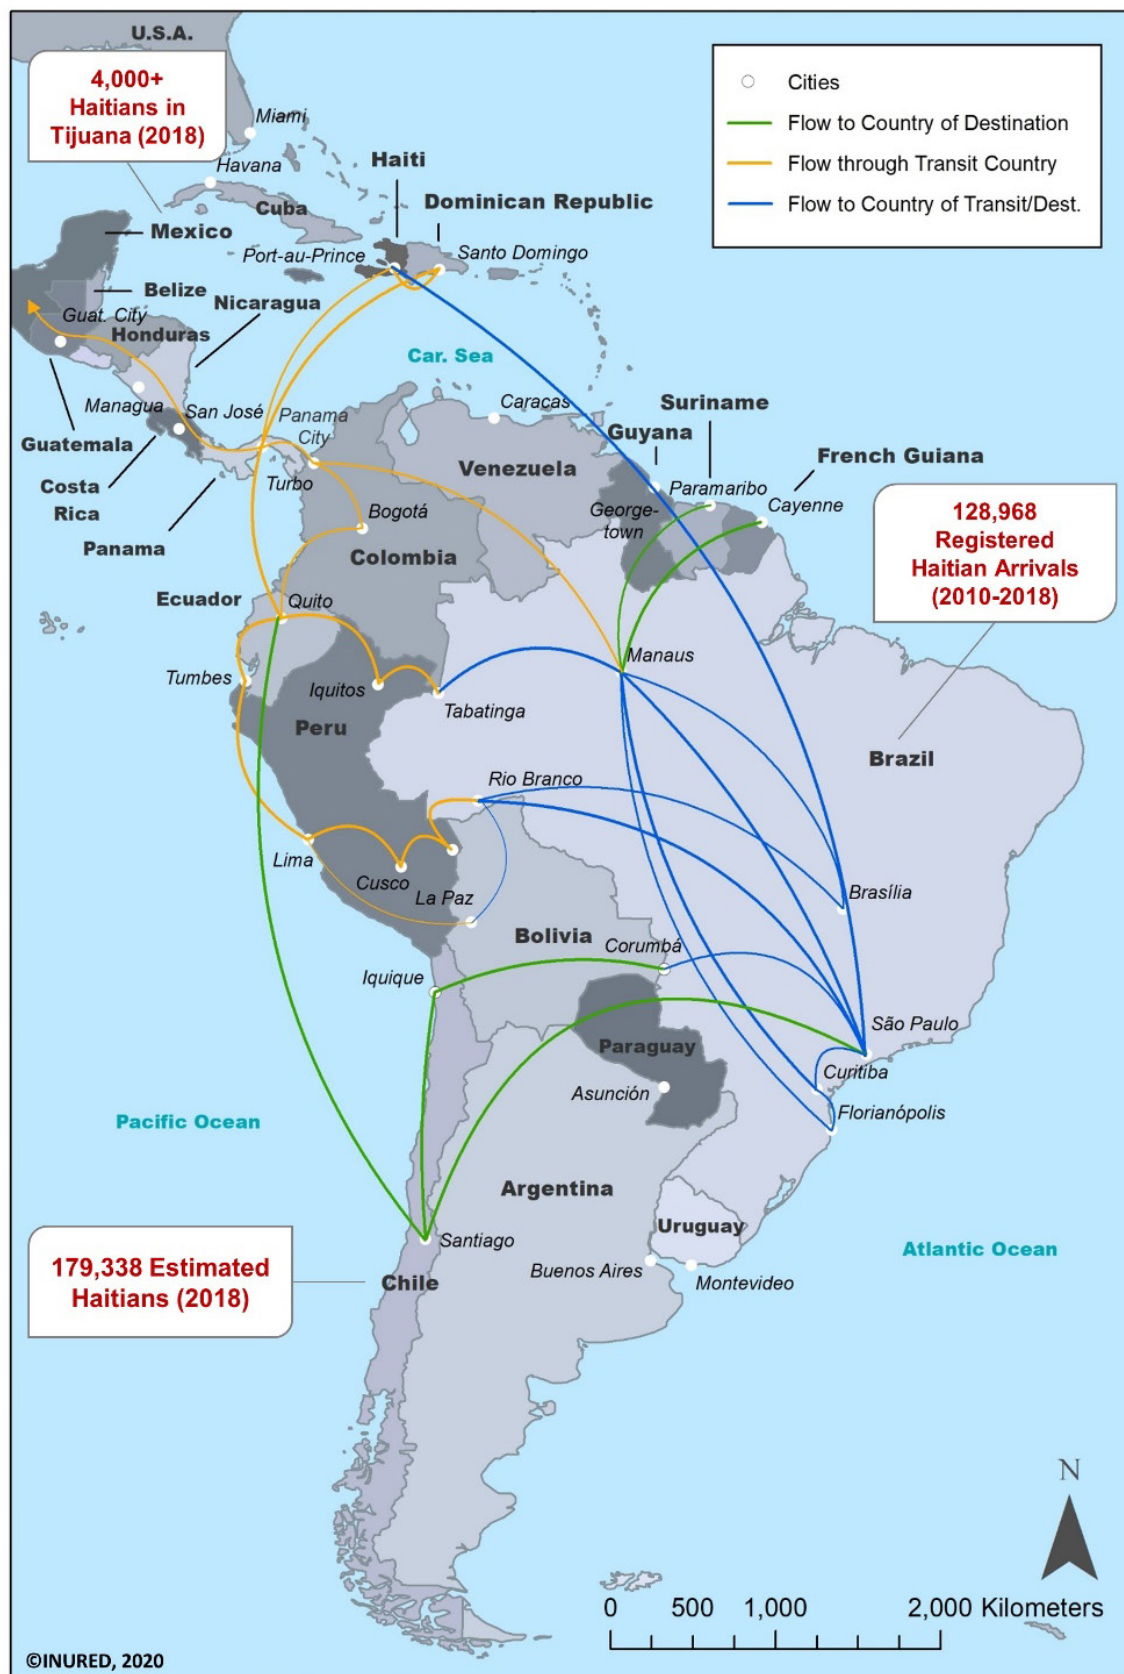 U.S.A.
4,000+
Haitians in
Tijuana (2018)
Cities
Flow to Country of Destination
Flow through Transit Country
Flow to Country of Transit/Dest.
Miami
Havana
Cuba
Haiti
Dominican Republic
Mexico
Port-au-Prince
Santo Domingo
Belize
Nicaragua
Guat. City
Honduras
Car. Sea
Managua
San José
Panama
City
Caracas
Suriname
Guyana
Guatemala
Costa
Rica
Turbo
Venezuela
French Guiana
Paramaribo
Cayenne
George-
town
Bogotá
Panama
Colombia
128,968
Registered
Haitian Arrivals
(2010-2018)
Ecuador
Quito
Manaus
Tumbes
Iquitos
Tabatinga
Peru
Brazil
Rio Branco
Lima
Cusco
La Paz
Brasília
Bolivia
Corumbá
Iquique
São Paulo
Paraguay
Curitiba
Asunción
Florianópolis
Pacific Ocean
Argentina
Uruguay
Santiago
Atlantic Ocean
179,338 Estimated
Haitians (2018)
Chile
Buenos Aires
Montevideo
N
0 500 1,000 2,000 Kilometers
©INURED, 2020